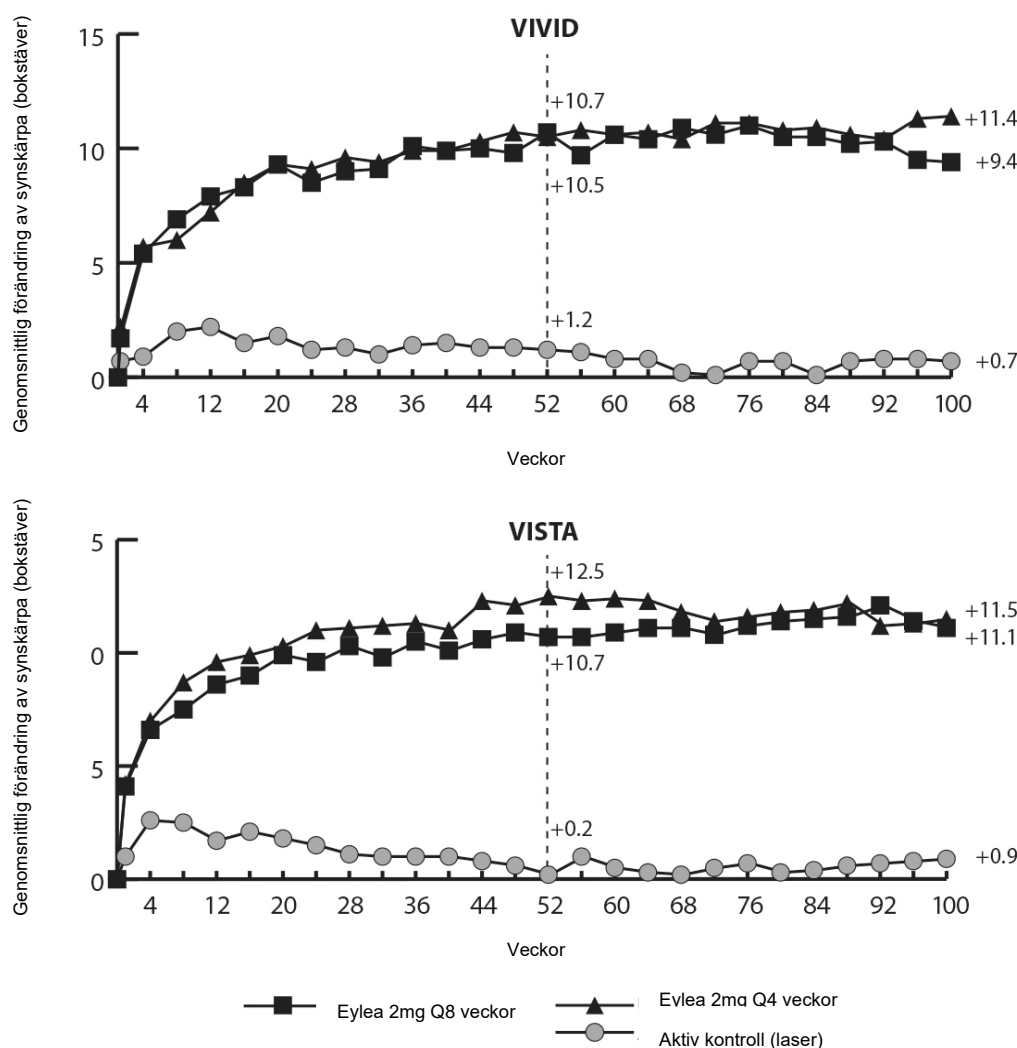 VIVID
Genomsnittlig förändring av synskärpa (bokstäver)
15
10
5
0
+10.7
+10.5
+1.2
+11.4
+9.4
+0.7
4 12 20 28 36 44 52 60 68 76 84 92 100
Veckor
VISTA
Genomsnittlig förändring av synskärpa (bokstäver)
5
0
5
0
+12.5
+10.7
+0.2
+11.5
+11.1
+0.9
4 12 20 28 36 44 52 60 68 76 84 92 100
Veckor
Eylea 2mg Q8 veckor
Eylea 2mg Q4 veckor
Aktiv kontroll (laser)